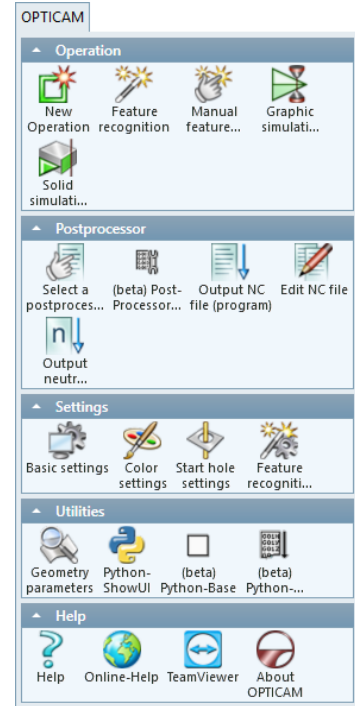 OPTICAM
Operation
New Operation
Feature recognition
Manual feature...
Graphic simulati...
Solid simulati...
Postprocessor
Select a postproces...
(beta) Post-Processor...
Output NC file (program)
Edit NC file
n
Output neutr...
Settings
Basic settings
Color settings
Start hole settings
Feature recogniti...
Utilities
Geometry parameters
Python-ShowUI
(beta) Python-Base
(beta) Python-...
Help
Help
Online-Help
TeamViewer
About OPTICAM